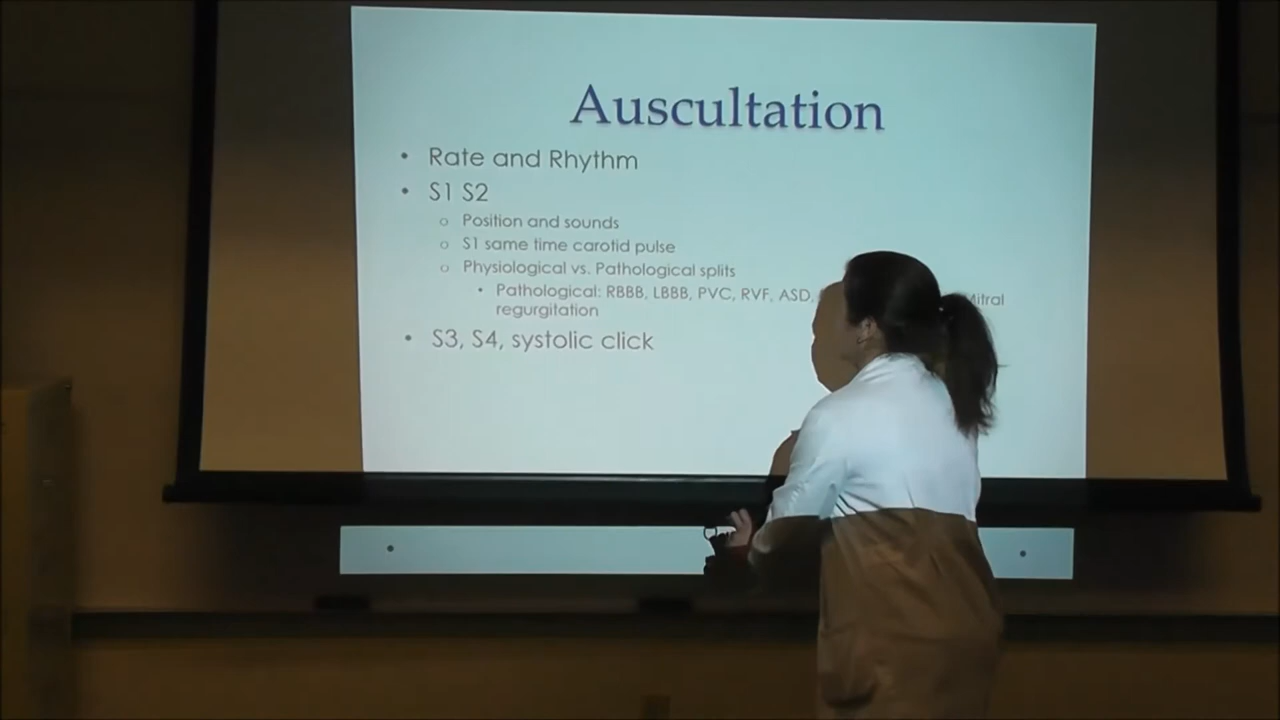 Auscultation
• Rate and Rhythm
• S1 S2
o Position and sounds
o S1 same time carotid pulse
o Physiological vs. Pathological splits
• Pathological: RBBB, LBBB, PVC, RVF, ASD, Mitral
regurgitation
• S3, S4, systolic click